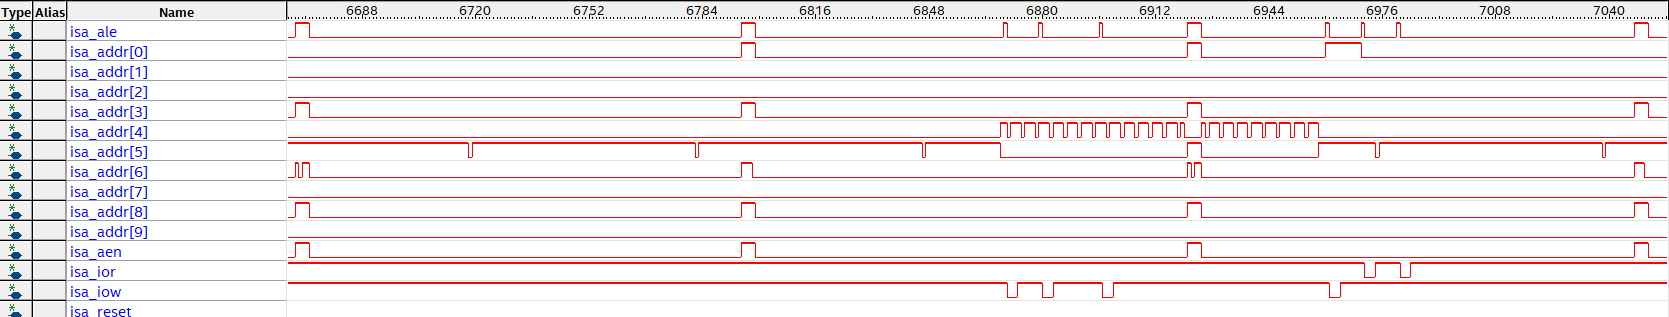 Type Alias Name 6688 6720 6752 6784 6816 6848 6880 6912 6944 6976 7008 7040
isa_ale
isa_addr[0]
isa_addr[1]
isa_addr[2]
isa_addr[3]
isa_addr[4]
isa_addr[5]
isa_addr[6]
isa_addr[7]
isa_addr[8]
isa_addr[9]
isa_aen
isa_ior
isa_iow
isa_reset